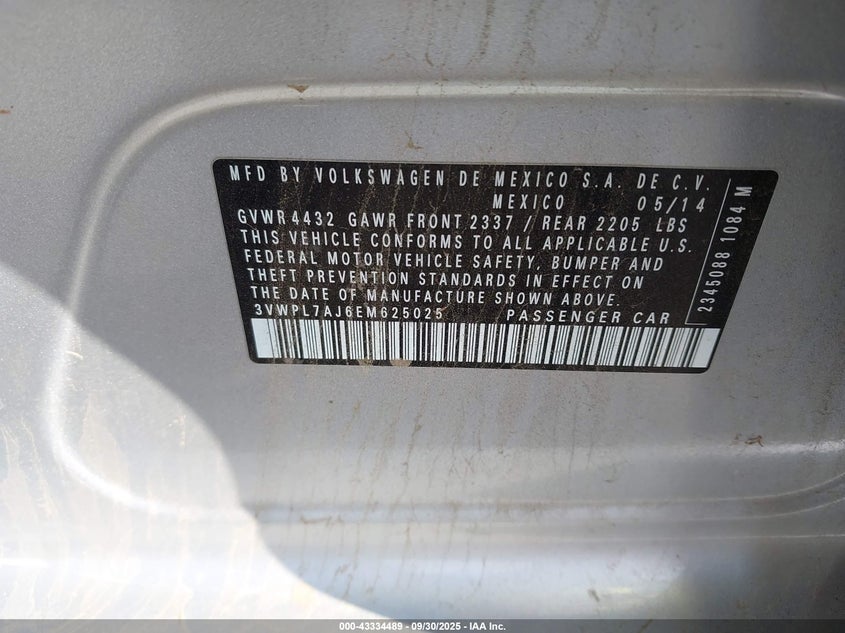 MFD BY VOLKSWAGEN DE MEXICO S.A. DE C.V.
MEXICO 05/14
GVWR 4432 GAWR FRONT 2337 / REAR 2205 LBS
THIS VEHICLE CONFORMS TO ALL APPLICABLE U.S.
FEDERAL MOTOR VEHICLE SAFETY, BUMPER AND
THEFT PREVENTION STANDARDS IN EFFECT ON
THE DATE OF MANUFACTURE SHOWN ABOVE.
3VWPL7AJ6EM625025 PASSENGER CAR
2345088 1084 M
000-43334489 - 09/30/2025 - IAA Inc.